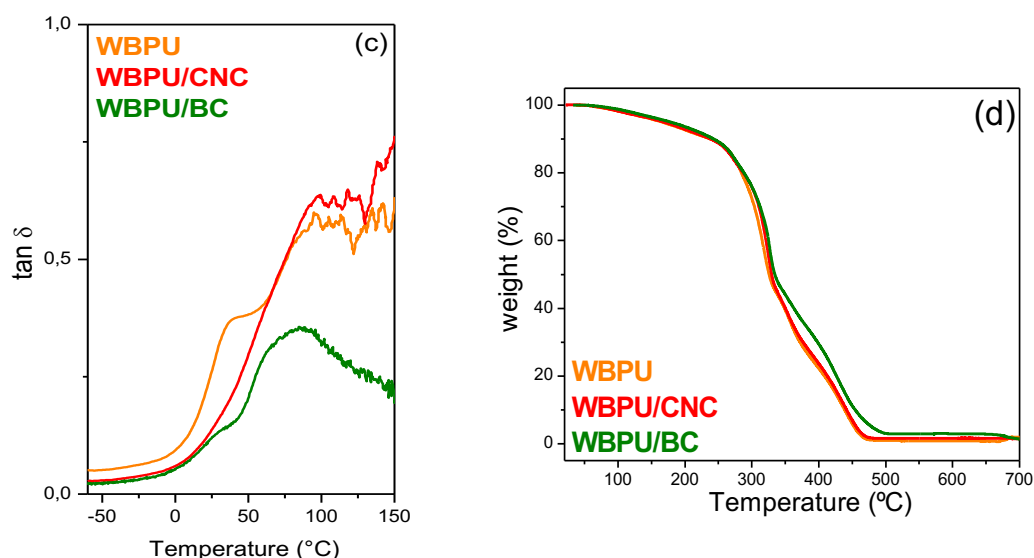 1,0
(c)
WBPU
WBPU/CNC
WBPU/BC
tan δ
0,5
0,0
-50 0 50 100 150
Temperature (°C)
100
(d)
80
60
weight (%)
40
20
0
WBPU
WBPU/CNC
WBPU/BC
100 200 300 400 500 600 700
Temperature (ºC)